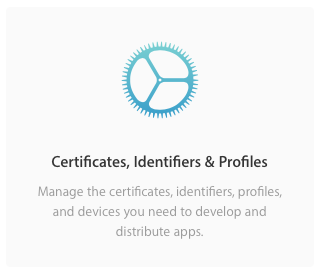 Certificates, Identifiers & Profiles
Manage the certificates, identifiers, profiles,
and devices you need to develop and
distribute apps.